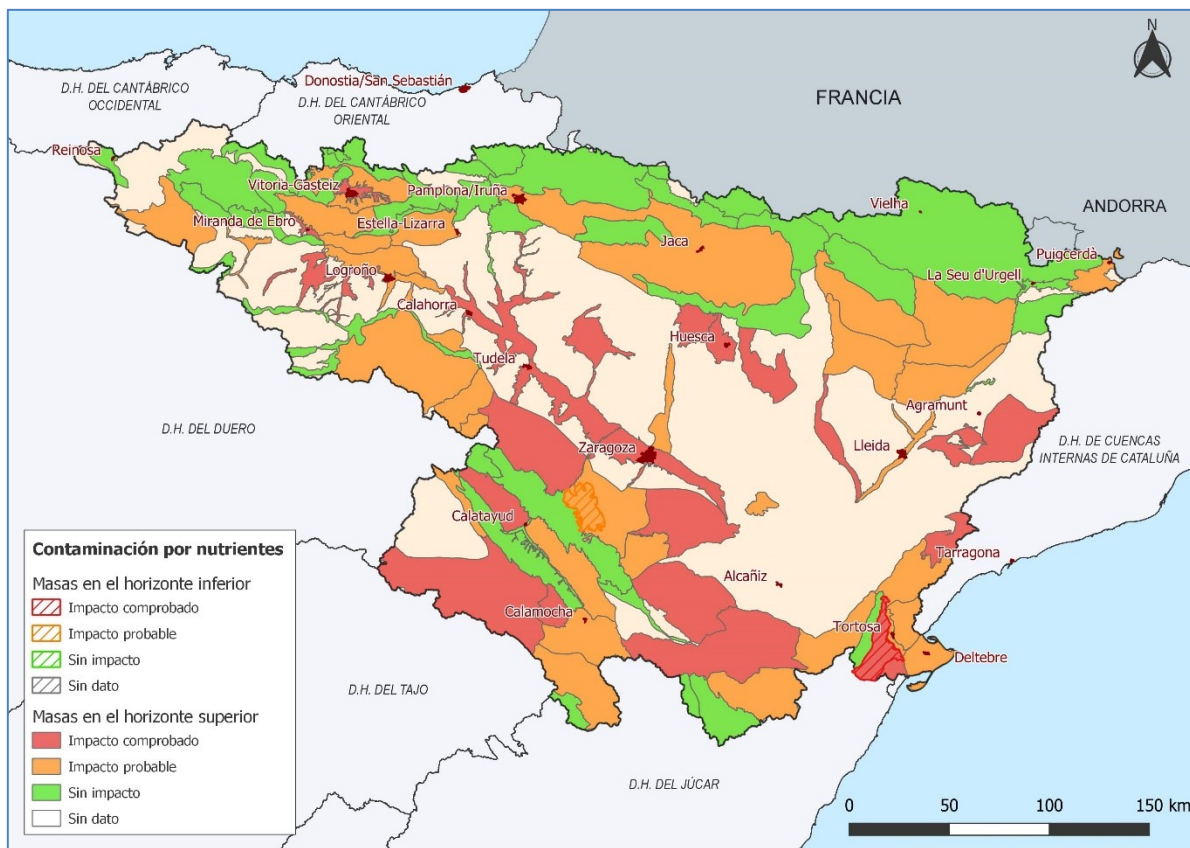 N
Donostia/San Sebastián
D.H. DEL CANTÁBRICO
OCCIDENTAL
D.H. DEL CANTÁBRICO
ORIENTAL
FRANCIA
Reinosa
Vitoria-Gasteiz
Pamplona/Iruña
Vielha
ANDORRA
Miranda de Ebro
Estella-Lizarra
Jaca
Puigcerdà
La Seu d'Urgell
Logroño
Calahorra
Huesca
Tudela
Agramunt
D.H. DEL DUERO
Zaragoza
Lleida
D.H. DE CUENCAS
INTERNAS DE CATALUÑA
Calatayud
Tarragona
Alcañiz
Calamocha
Tortosa
Deltebre
D.H. DEL TAJO
D.H. DEL JÚCAR
Contaminación por nutrientes
Masas en el horizonte inferior
Impacto comprobado
Impacto probable
Sin impacto
Sin dato
Masas en el horizonte superior
Impacto comprobado
Impacto probable
Sin impacto
Sin dato
0 50 100 150 km